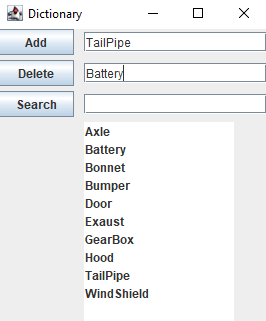 Dictionary
Add TailPipe
Delete Battery
Search
Axle
Battery
Bonnet
Bumper
Door
Exaust
GearBox
Hood
TailPipe
WindShield